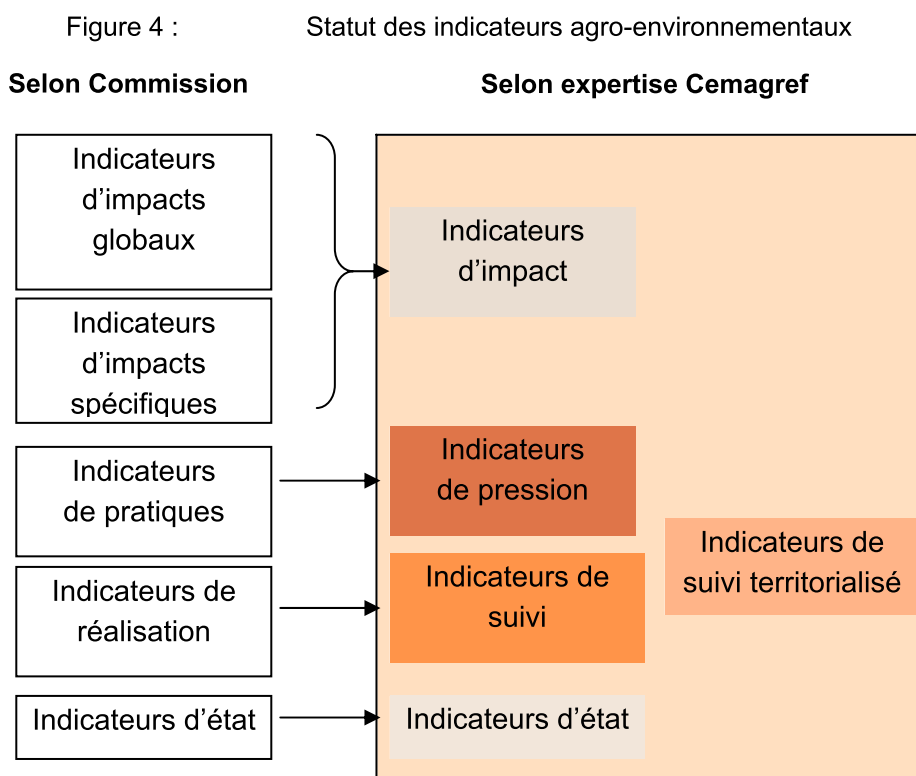 Figure 4 : Statut des indicateurs agro-environnementaux
Selon Commission
Selon expertise Cemagref
Indicateurs
d’impacts
globaux
Indicateurs
d’impact
Indicateurs
d’impacts
spécifiques
Indicateurs
de pratiques
Indicateurs
de pression
Indicateurs de
réalisation
Indicateurs de
suivi
Indicateurs de
suivi territorialisé
Indicateurs d’état
Indicateurs d’état